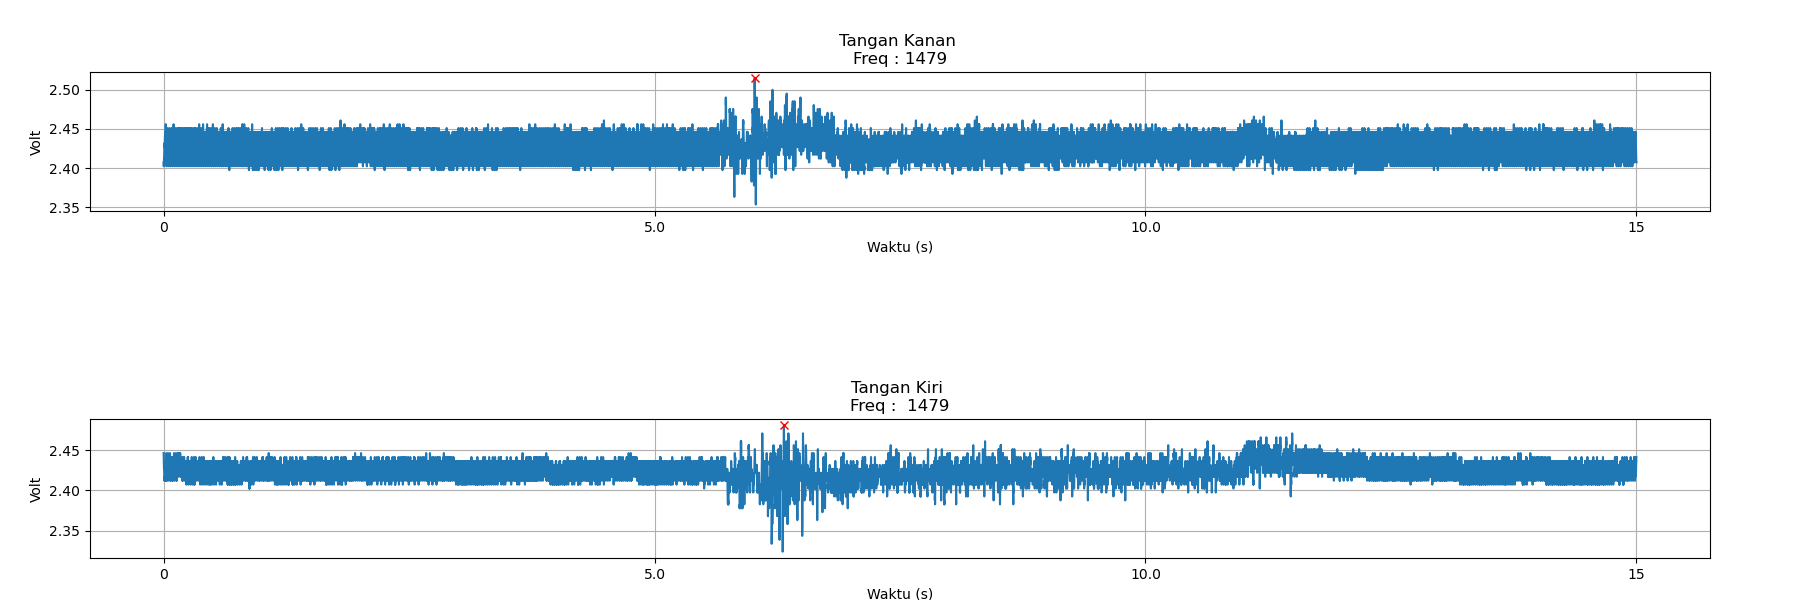 Tangan Kanan
Freq : 1479
Volt
2.50
2.45
2.40
2.35
0 5.0 10.0 15
Waktu (s)
Tangan Kiri
Freq :  1479
Volt
2.45
2.40
2.35
0 5.0 10.0 15
Waktu (s)